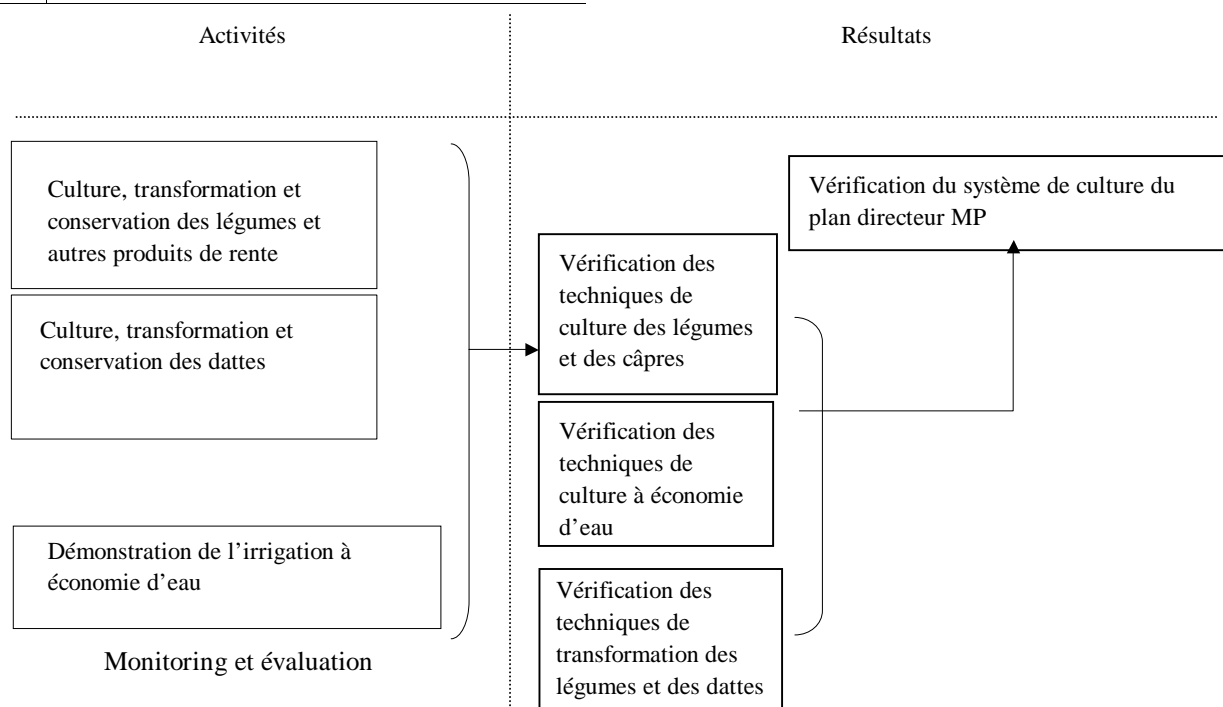 Activités
Résultats
Culture, transformation et
conservation des légumes et
autres produits de rente
Culture, transformation et
conservation des dattes
Démonstration de l’irrigation à
économie d’eau
Monitoring et évaluation
Vérification des
techniques de
culture des légumes
et des câpres
Vérification des
techniques de
culture à économie
d’eau
Vérification des
techniques de
transformation des
légumes et des dattes
Vérification du système de culture du
plan directeur MP